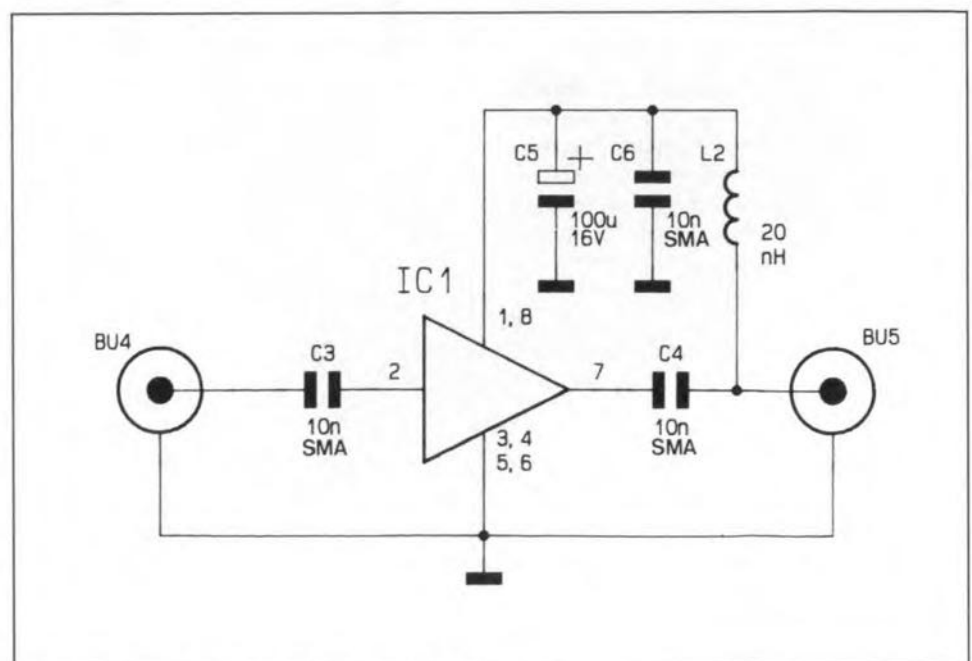 C5
+
C6
L2
100u
16V
10n
SMA
20
nH
IC1
1, 8
BU4
C3
2
7
C4
BU5
10n
SMA
3, 4
5, 6
10n
SMA